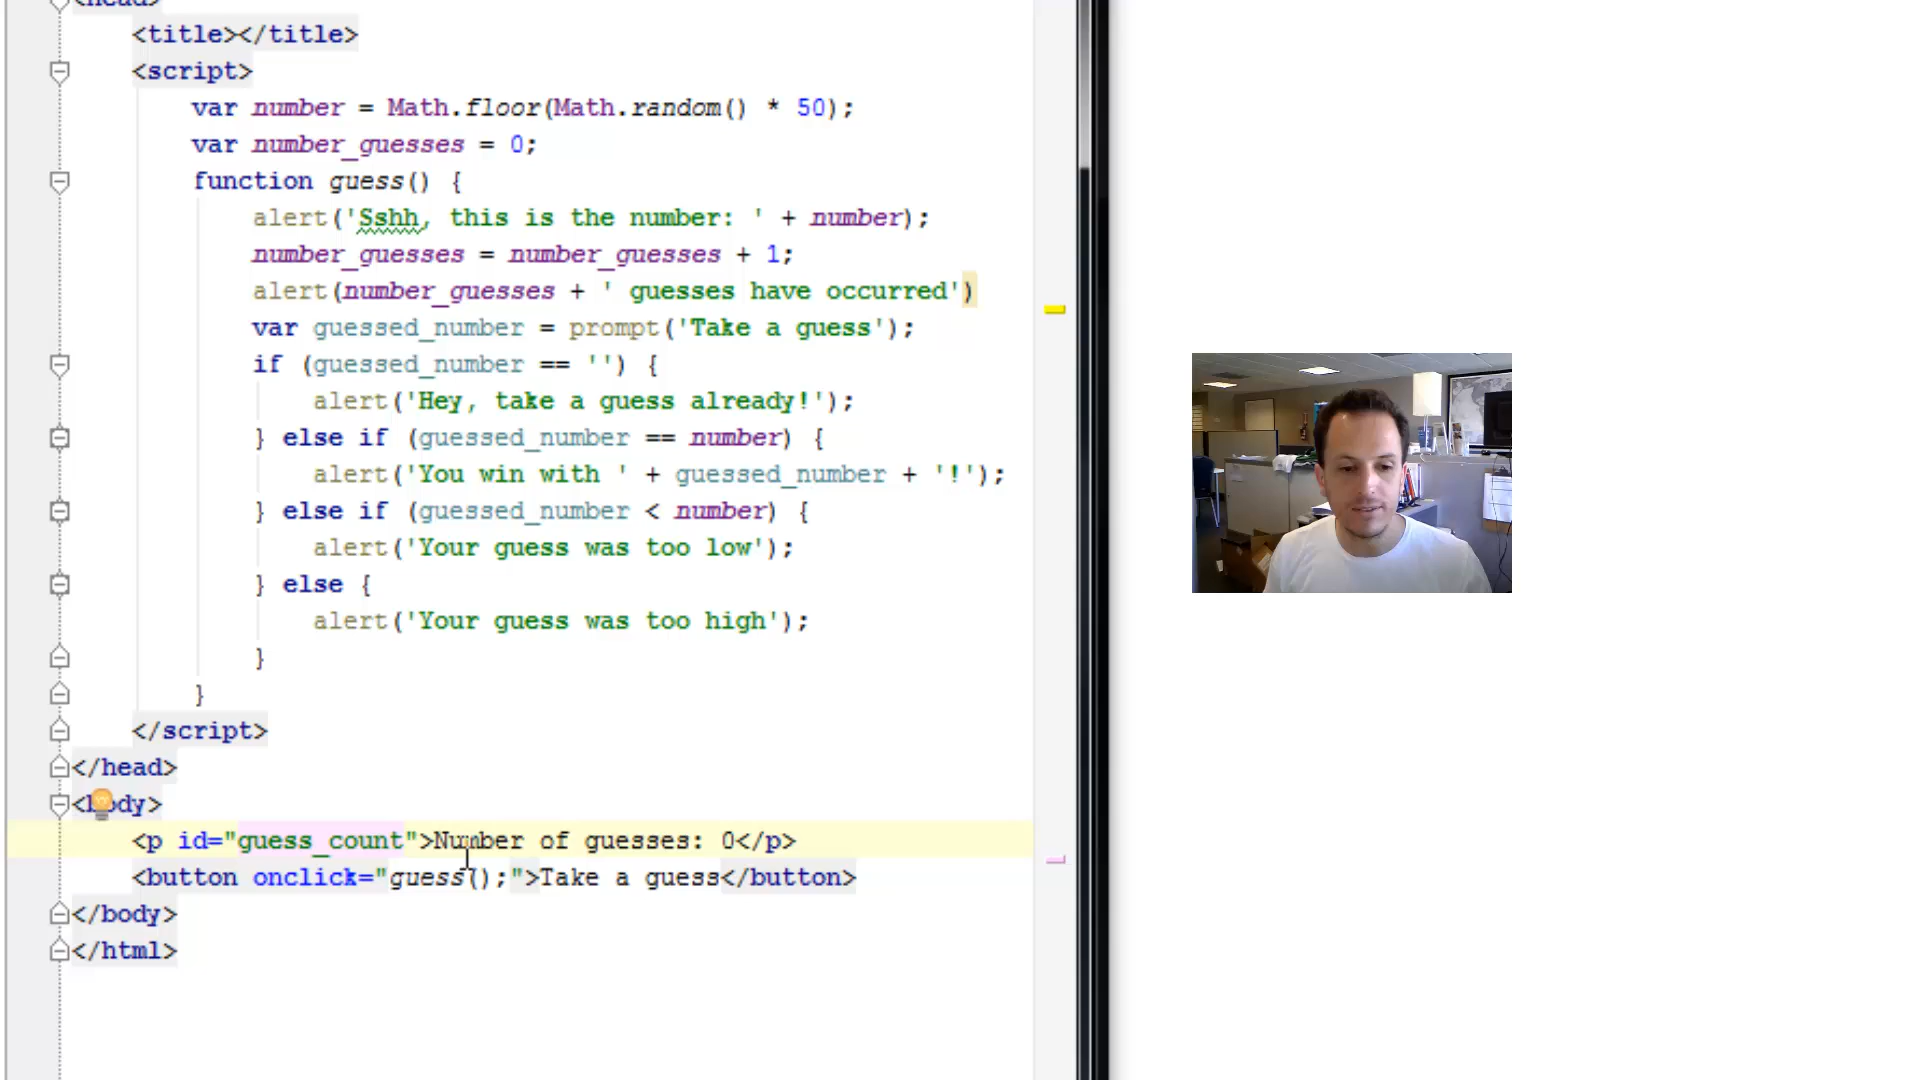 <head>
<title></title>
<script>
var number = Math.floor(Math.random() * 50);
var number_guesses = 0;
function guess() {
alert('Sshh, this is the number: ' + number);
number_guesses = number_guesses + 1;
alert(number_guesses + ' guesses have occurred')
var guessed_number = prompt('Take a guess');
if (guessed_number == '') {
alert('Hey, take a guess already!');
} else if (guessed_number == number) {
alert('You win with ' + guessed_number + '!');
} else if (guessed_number < number) {
alert('Your guess was too low');
} else {
alert('Your guess was too high');
}
}
</script>
</head>
<body>
<p id="guess_count">Number of guesses: 0</p>
<button onclick="guess();">Take a guess</button>
</body>
</html>